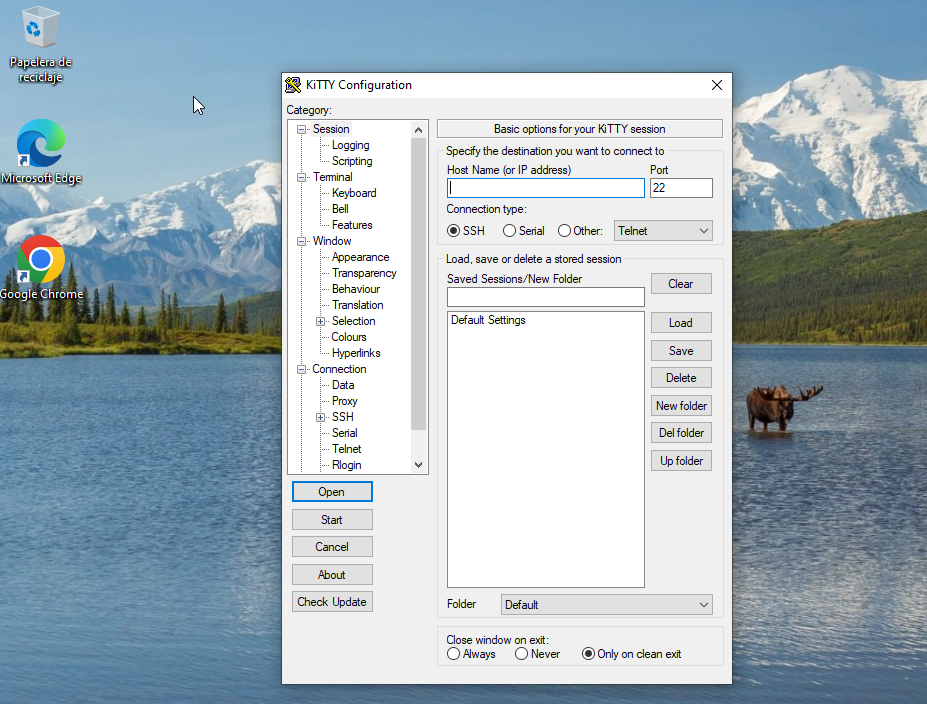 Papelera de
reciclaje
Microsoft Edge
Google Chrome
KiTTY Configuration
Category:
Session
Logging
Scripting
Terminal
Keyboard
Bell
Features
Window
Appearance
Transparency
Behaviour
Translation
Selection
Colours
Hyperlinks
Connection
Data
Proxy
SSH
Serial
Telnet
Rlogin
Open
Start
Cancel
About
Check Update
Basic options for your KiTTY session
Specify the destination you want to connect to
Host Name (or IP address) Port
22
Connection type:
SSH Serial Other: Telnet
Load, save or delete a stored session
Saved Sessions/New Folder
Clear
Default Settings
Load
Save
Delete
New folder
Del folder
Up folder
Folder Default
Close window on exit:
Always Never Only on clean exit